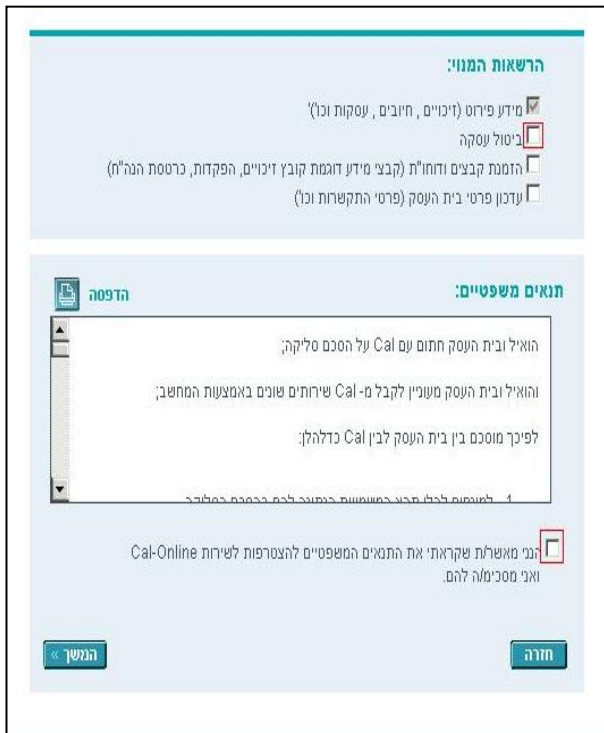 הרשאות המנוי:
מידע פירוט (זיכויים , חיובים , עסקות וכו')'
ביטול עסקה
הזמנת קבצים ודוחו"ת (קבצי מידע דוגמת קובץ זיכויים, הפקדות, כרטסת הנה"ח)
עדכון פרטי בית העסק (פרטי התקשרות וכו')
תנאים משפטיים:
הדפסה
הואיל ובית העסק חתום עם Cal על הסכם סליקה;
והואיל ובית העסק מעוניין לקבל מ- Cal שירותים שונים באמצעות המחשב;
לפיכך מוסכם בין בית העסק לבין Cal כדלהלן:
הנני מאשר/ת שקראתי את התנאים המשפטיים להצטרפות לשירות Cal-Online
ואני מסכימ/ה להם.
חזרה
המשך »